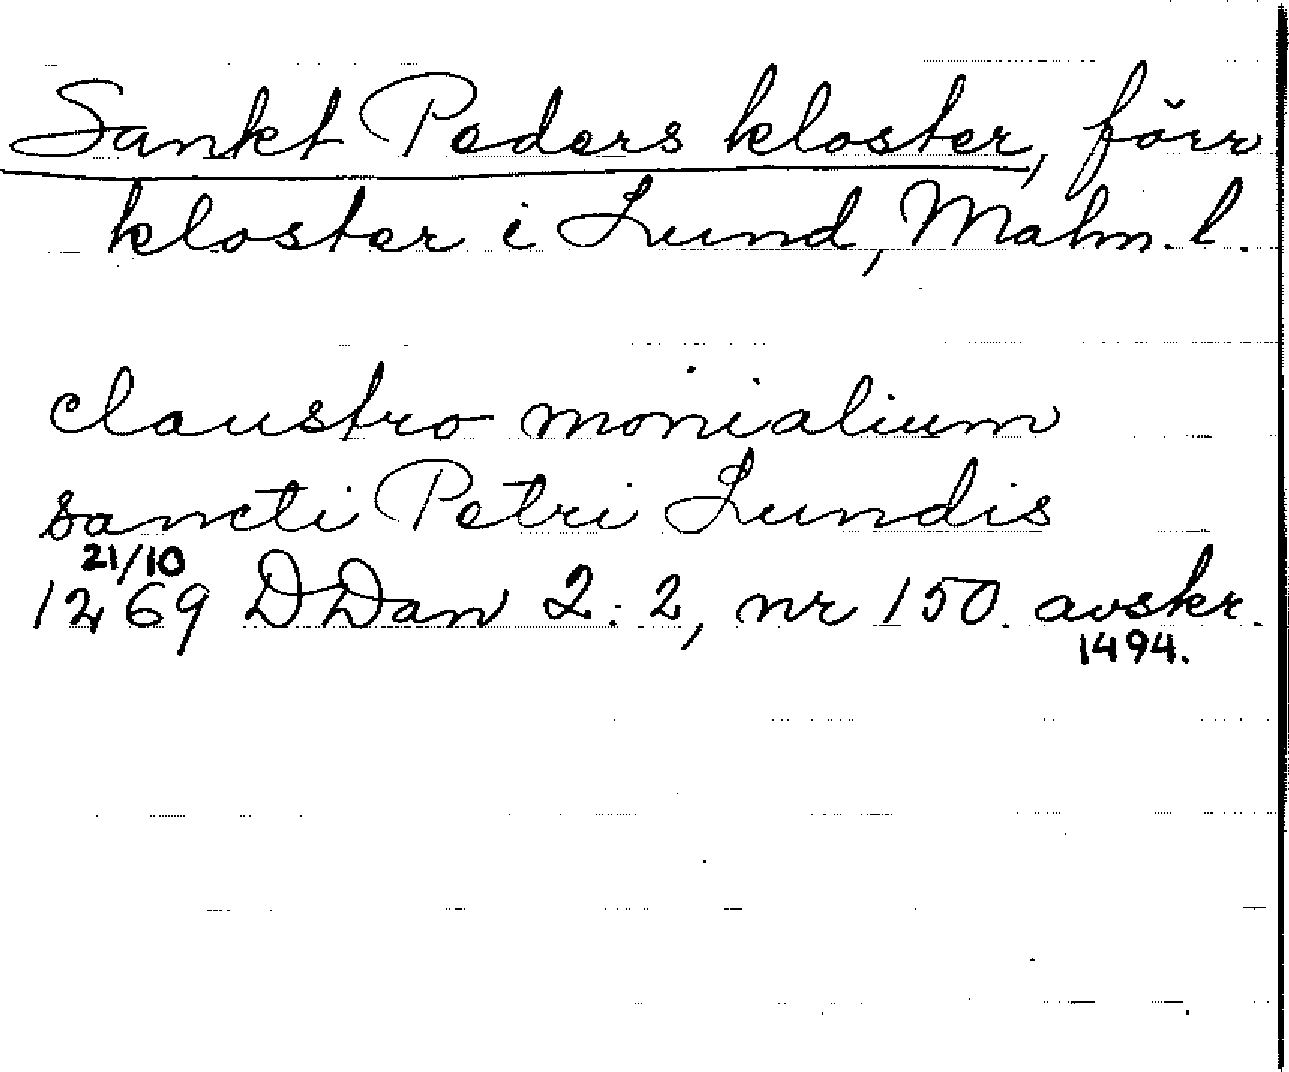 Sankt Peders kloster, förr
kloster i Lund, Malm. l.
claustro monialium
sancti Petri Lundis
21/10
1269 DDan 2:2, nr 150. avskr.
1494.